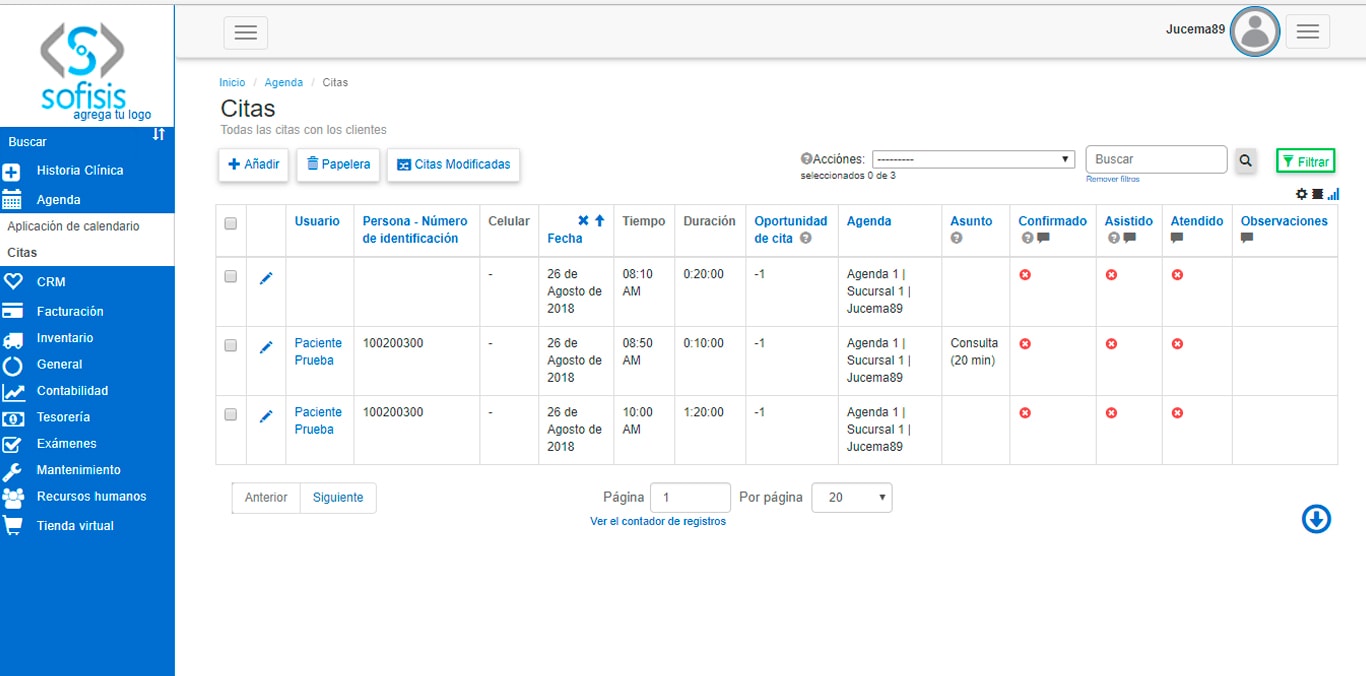 Jucema89
sofisis
agrega tu logo
Buscar
Historia Clínica
Agenda
Aplicación de calendario
Citas
CRM
Facturación
Inventario
General
Contabilidad
Tesorería
Exámenes
Mantenimiento
Recursos humanos
Tienda virtual
Inicio / Agenda / Citas
Citas
Todas las citas con los clientes
Añadir Papelera Citas Modificadas
Acciónes: --------- Buscar Filtrar
seleccionados 0 de 3 Remover filtros
Usuario Persona - Número Celular Tiempo Duración Oportunidad Agenda Asunto Confirmado Asistido Atendido Observaciones
de identificación Fecha de cita
- 26 de 08:10 0:20:00 -1 Agenda 1 |
Agosto de AM Sucursal 1 |
2018 Jucema89
Paciente 100200300 - 26 de 08:50 0:10:00 -1 Agenda 1 | Consulta
Prueba Agosto de AM Sucursal 1 | (20 min)
2018 Jucema89
Paciente 100200300 - 26 de 10:00 1:20:00 -1 Agenda 1 |
Prueba Agosto de AM Sucursal 1 |
2018 Jucema89
Anterior Siguiente Página 1 Por página 20
Ver el contador de registros